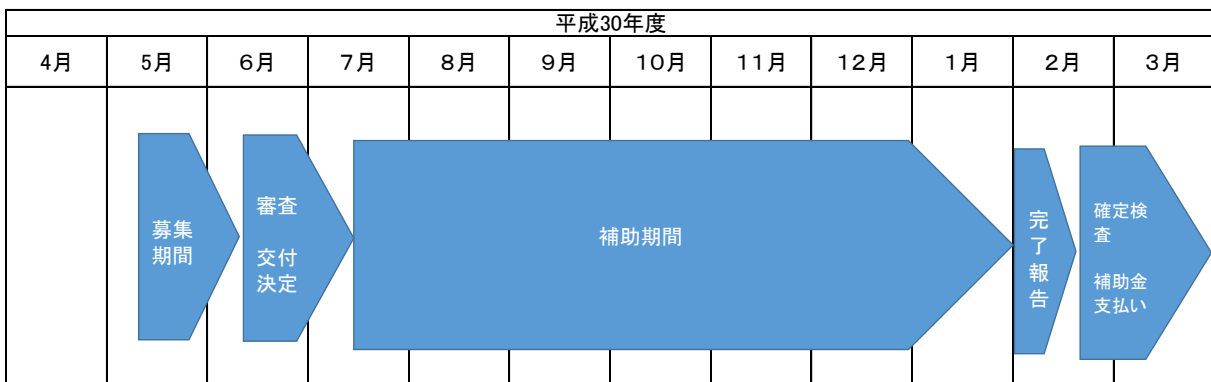 平成30年度
4月
5月
6月
7月
8月
9月
10月
11月
12月
1月
2月
3月
募集
期間
審査
交付
決定
補助期間
完
了
報
告
確定検
査
補助金
支払い